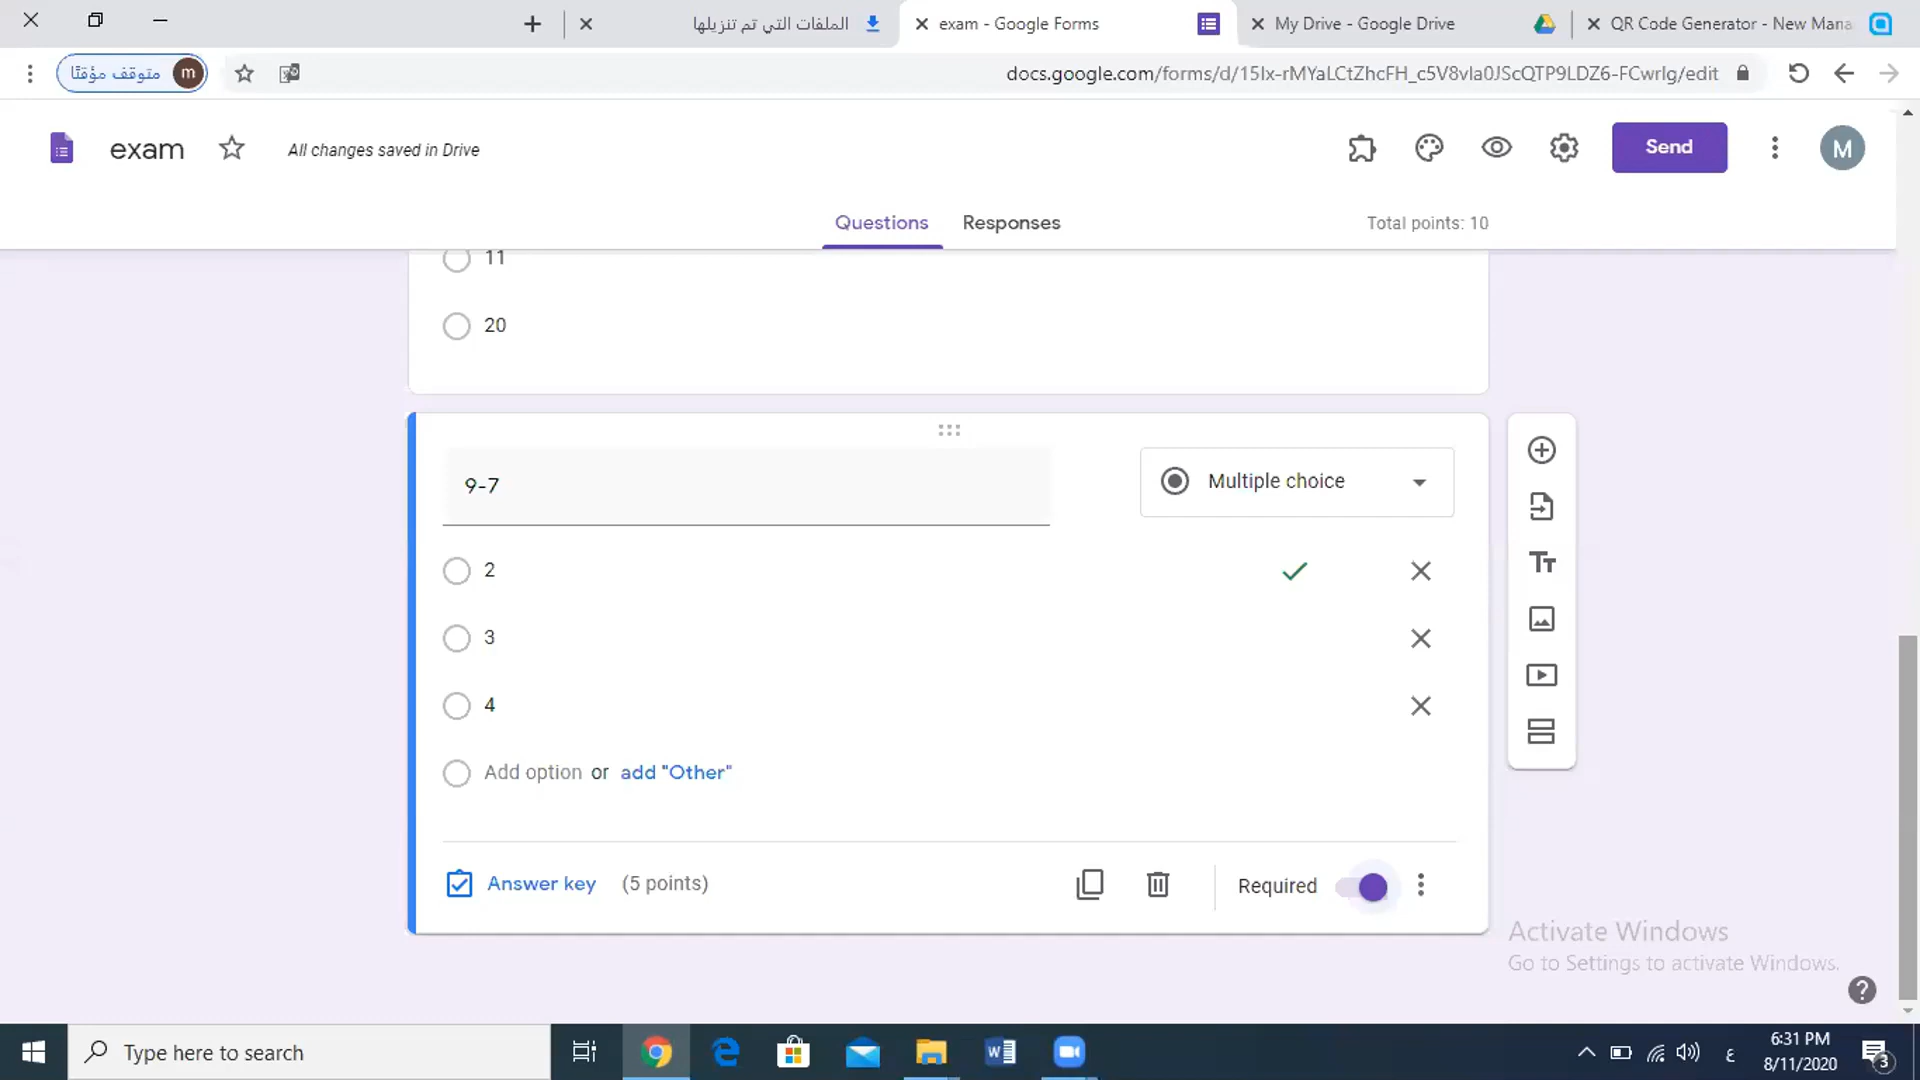 الملفات التي تم تنزيلها
exam - Google Forms
My Drive - Google Drive
QR Code Generator - New Mana
متوقف مؤقتًا
m
docs.google.com/forms/d/15Ix-rMYaLCtZhcFH_c5V8vla0JScQTP9LDZ6-FCwrIg/edit
exam
All changes saved in Drive
Send
M
Questions
Responses
Total points: 10
11
20
9-7
Multiple choice
2
3
4
Add option or add "Other"
Answer key (5 points)
Required
Activate Windows
Go to Settings to activate Windows.
Type here to search
ع
6:31 PM
8/11/2020
3